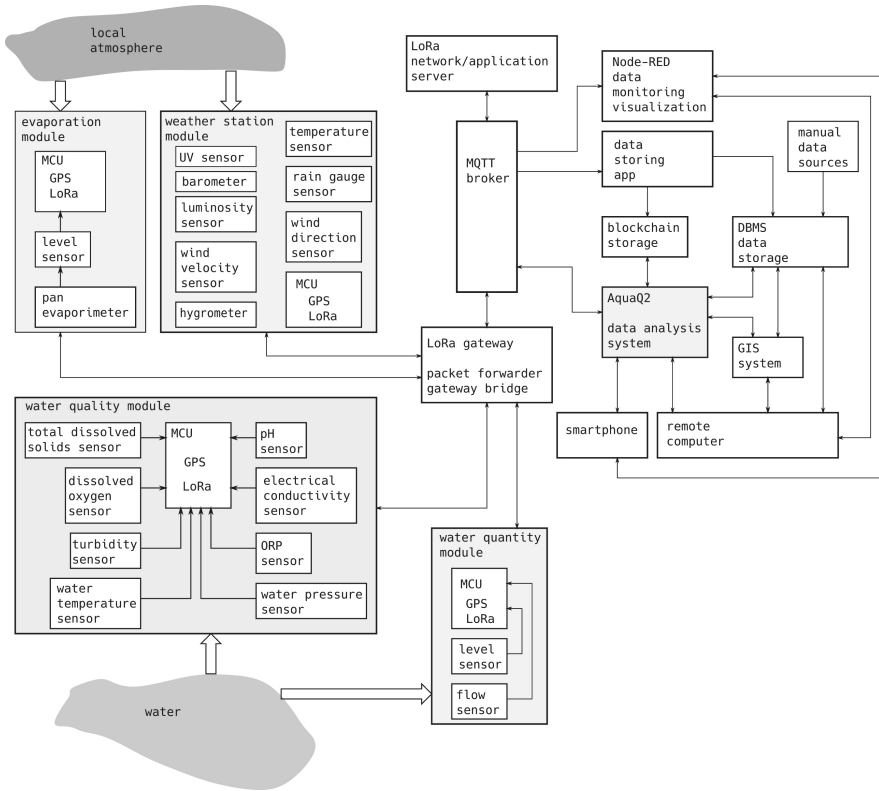 local
atmosphere
evaporation
module
MCU
GPS
LoRa
level
sensor
pan
evaporimeter
weather station
module
UV sensor
barometer
luminosity
sensor
wind
velocity
sensor
hygrometer
temperature
sensor
rain gauge
sensor
wind
direction
sensor
MCU
GPS
LoRa
LoRa
network/application
server
MQTT
broker
Node-RED
data
monitoring
visualization
data
storing
app
manual
data
sources
blockchain
storage
DBMS
data
storage
AquaQ2
data analysis
system
GIS
system
LoRa gateway
packet forwarder
gateway bridge
smartphone
remote
computer
water quality module
total dissolved
solids sensor
MCU
GPS
LoRa
pH
sensor
dissolved
oxygen
sensor
electrical
conductivity
sensor
turbidity
sensor
ORP
sensor
water
temperature
sensor
water pressure
sensor
water quantity
module
MCU
GPS
LoRa
level
sensor
flow
sensor
water